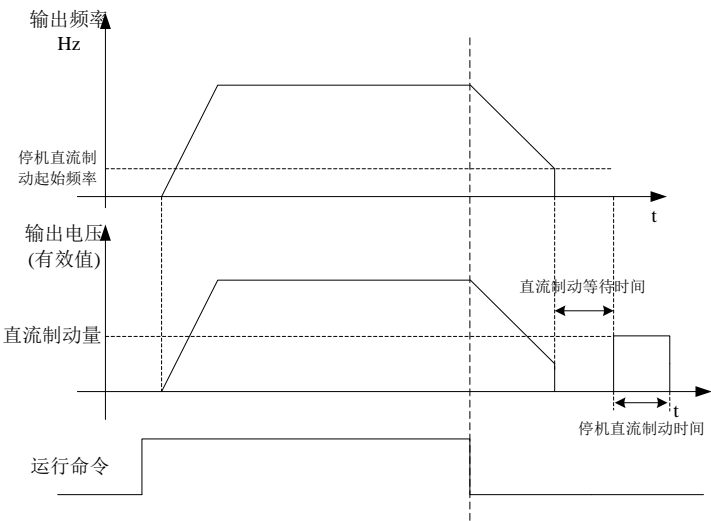 输出频率
Hz
停机直流制
动起始频率
t
输出电压
(有效值)
直流制动等待时间
直流制动量
t
停机直流制动时间
运行命令